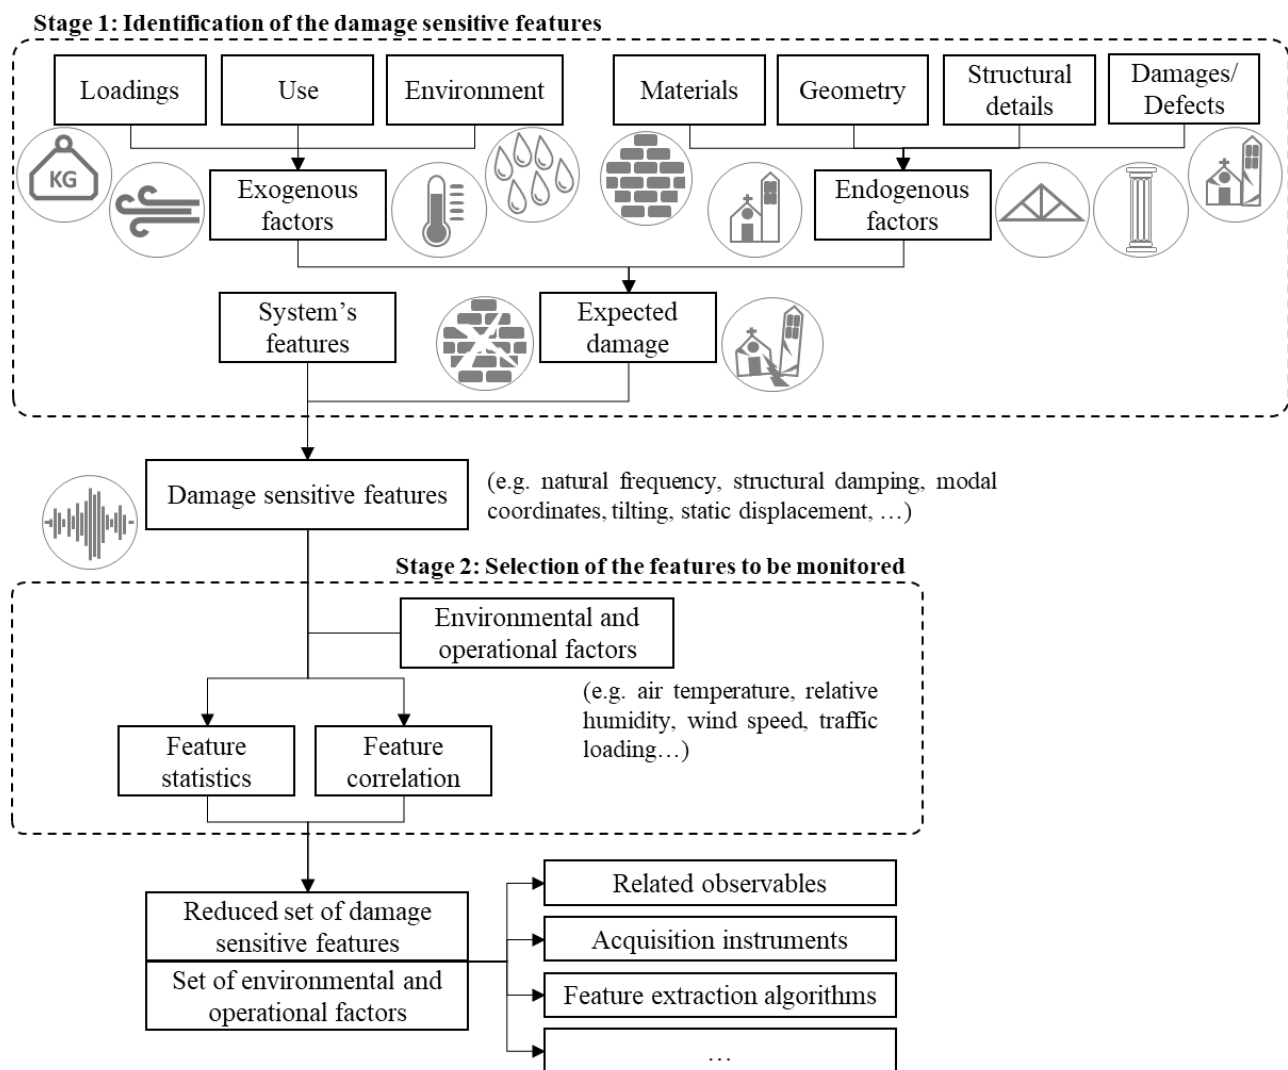 Stage 1: Identification of the damage sensitive features
Loadings
Use
Environment
Materials
Geometry
Structural
details
Damages/
Defects
KG
Exogenous
factors
Endogenous
factors
System’s
features
Expected
damage
Damage sensitive features
(e.g. natural frequency, structural damping, modal
coordinates, tilting, static displacement, …)
Stage 2: Selection of the features to be monitored
Environmental and
operational factors
(e.g. air temperature, relative
humidity, wind speed, traffic
loading…)
Feature
statistics
Feature
correlation
Reduced set of damage
sensitive features
Set of environmental and
operational factors
Related observables
Acquisition instruments
Feature extraction algorithms
…